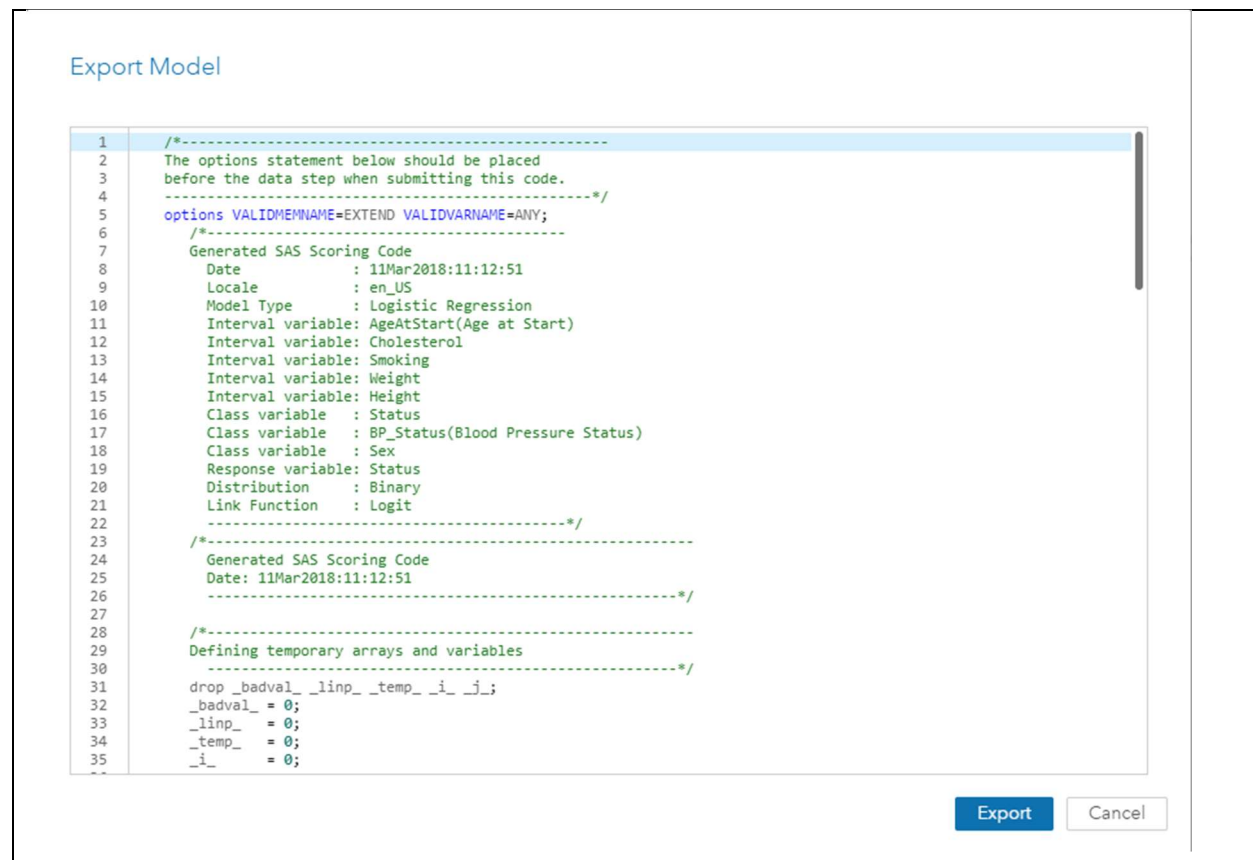 Export Model
1 /*-----------------------------------------------------
2 The options statement below should be placed
3 before the data step when submitting this code.
4 --------------------------------------------------*/
5 options VALIDMEMNAME=EXTEND VALIDVARNAME=ANY;
6 /*------------------------------------------
7 Generated SAS Scoring Code
8 Date : 11Mar2018:11:12:51
9 Locale : en_US
10 Model Type : Logistic Regression
11 Interval variable: AgeAtStart(Age at Start)
12 Interval variable: Cholesterol
13 Interval variable: Smoking
14 Interval variable: Weight
15 Interval variable: Height
16 Class variable : Status
17 Class variable : BP_Status(Blood Pressure Status)
18 Class variable : Sex
19 Response variable: Status
20 Distribution : Binary
21 Link Function : Logit
22 ------------------------------------------*/
23 /*---------------------------------------------------------
24 Generated SAS Scoring Code
25 Date: 11Mar2018:11:12:51
26 -------------------------------------------------------*/
27
28 /*---------------------------------------------------------
29 Defining temporary arrays and variables
30 -------------------------------------------------------*/
31 drop _badval_ _linp_ _temp_ _i_ _j_;
32 _badval_ = 0;
33 _linp_ = 0;
34 _temp_ = 0;
35 _i_ = 0;
Export Cancel